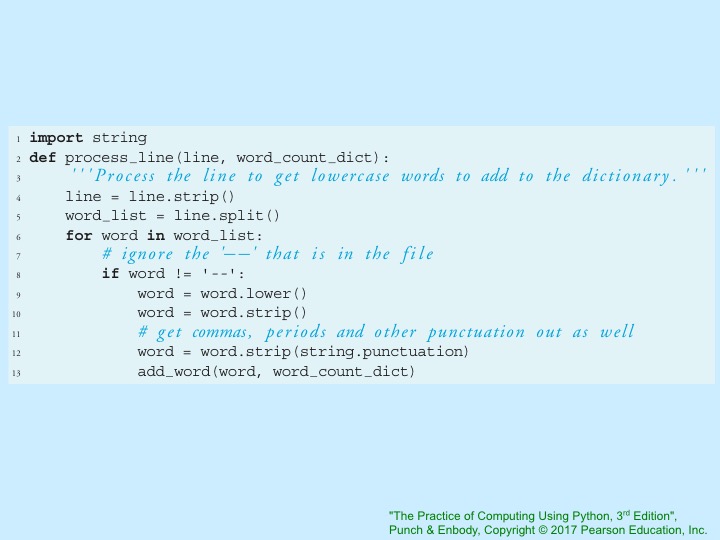 1 import string
2 def process_line(line, word_count_dict):
3     '''Process the line to get lowercase words to add to the dictionary.'''
4     line = line.strip()
5     word_list = line.split()
6     for word in word_list:
7         # ignore the '--' that is in the file
8         if word != '--':
9             word = word.lower()
10             word = word.strip()
11             # get commas, periods and other punctuation out as well
12             word = word.strip(string.punctuation)
13             add_word(word, word_count_dict)
"The Practice of Computing Using Python, 3rd Edition",
Punch & Enbody, Copyright © 2017 Pearson Education, Inc.